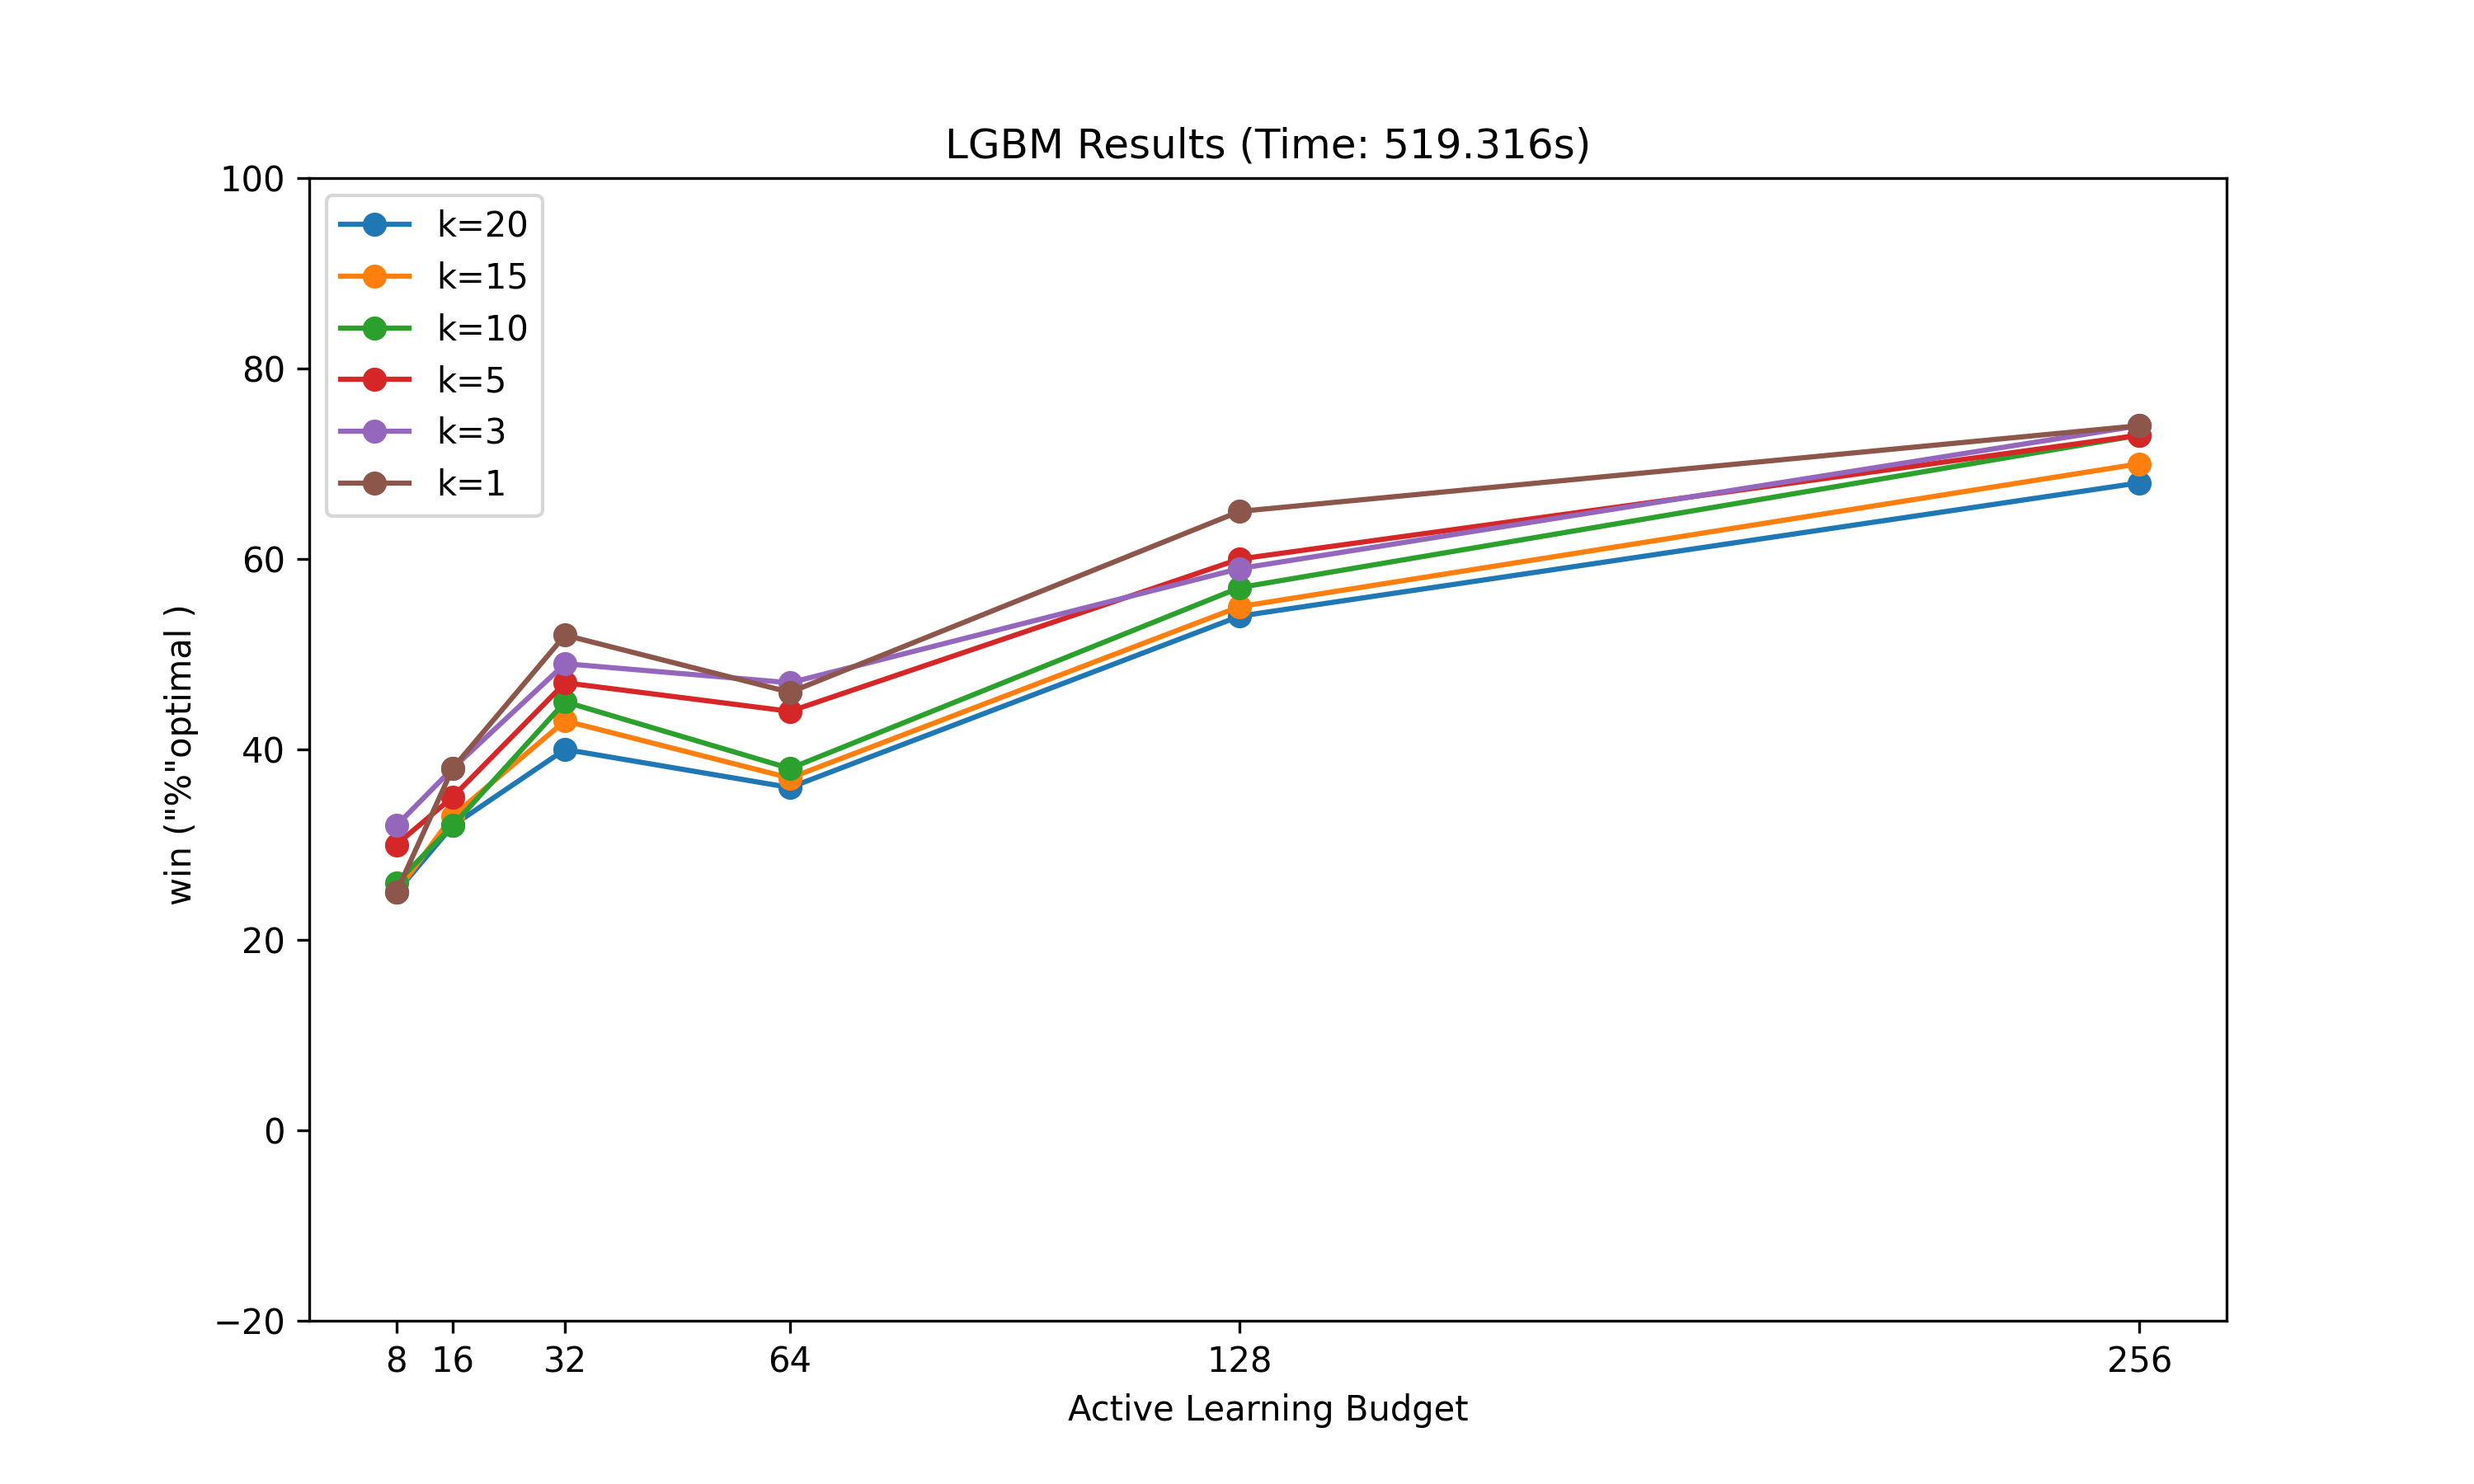 LGBM Results (Time: 519.316s)
100
80
60
40
20
0
−20
k=20
k=15
k=10
k=5
k=3
k=1
win ("%"optimal )
8 16 32 64 128 256
Active Learning Budget